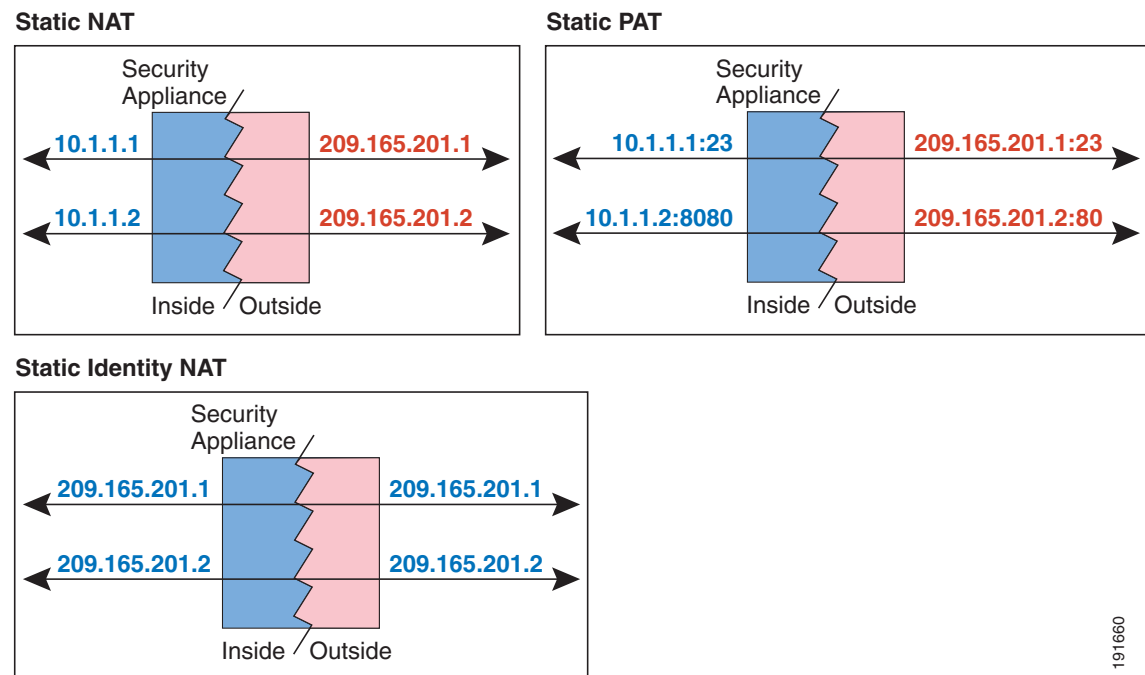 Static NAT
Security
Appliance
10.1.1.1
209.165.201.1
10.1.1.2
209.165.201.2
Inside
Outside
Static PAT
Security
Appliance
10.1.1.1:23
209.165.201.1:23
10.1.1.2:8080
209.165.201.2:80
Inside
Outside
Static Identity NAT
Security
Appliance
209.165.201.1
209.165.201.1
209.165.201.2
209.165.201.2
Inside
Outside
191660